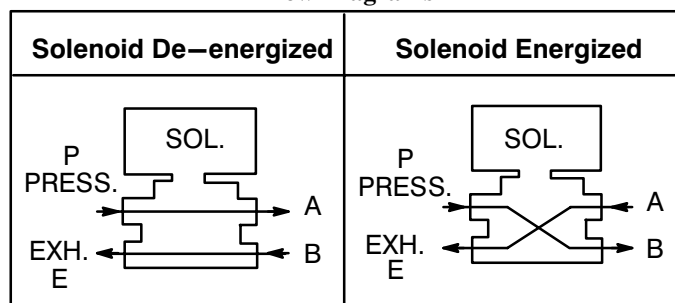 Solenoid De—energized
Solenoid Energized
SOL.
P
PRESS.
A
EXH.
E
B
SOL.
P
PRESS.
A
EXH.
E
B